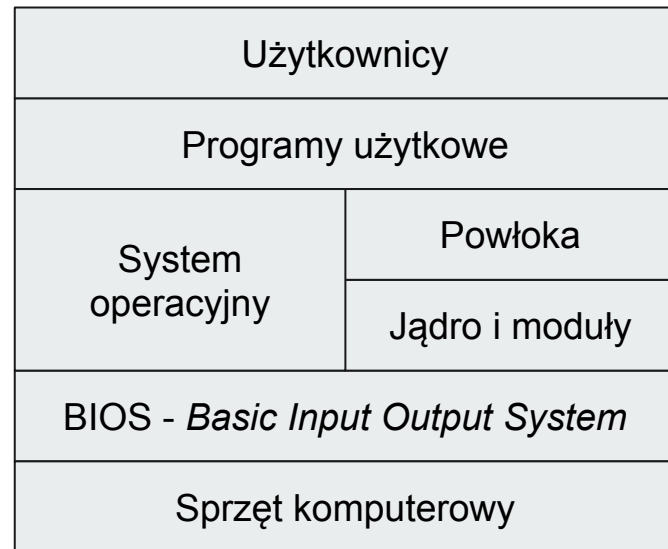 Użytkownicy
Programy użytkowe
System
operacyjny
Powłoka
Jądro i moduły
BIOS - Basic Input Output System
Sprzęt komputerowy